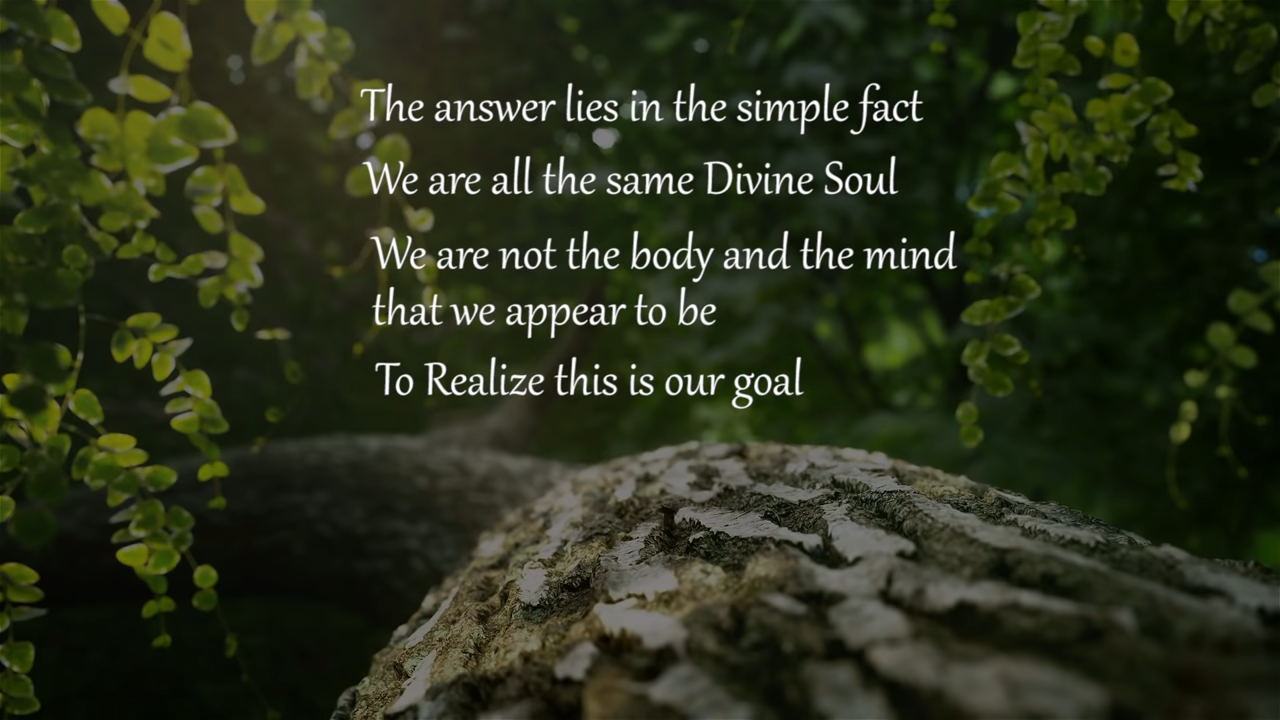 The answer lies in the simple fact
We are all the same Divine Soul
We are not the body and the mind
that we appear to be
To Realize this is our goal